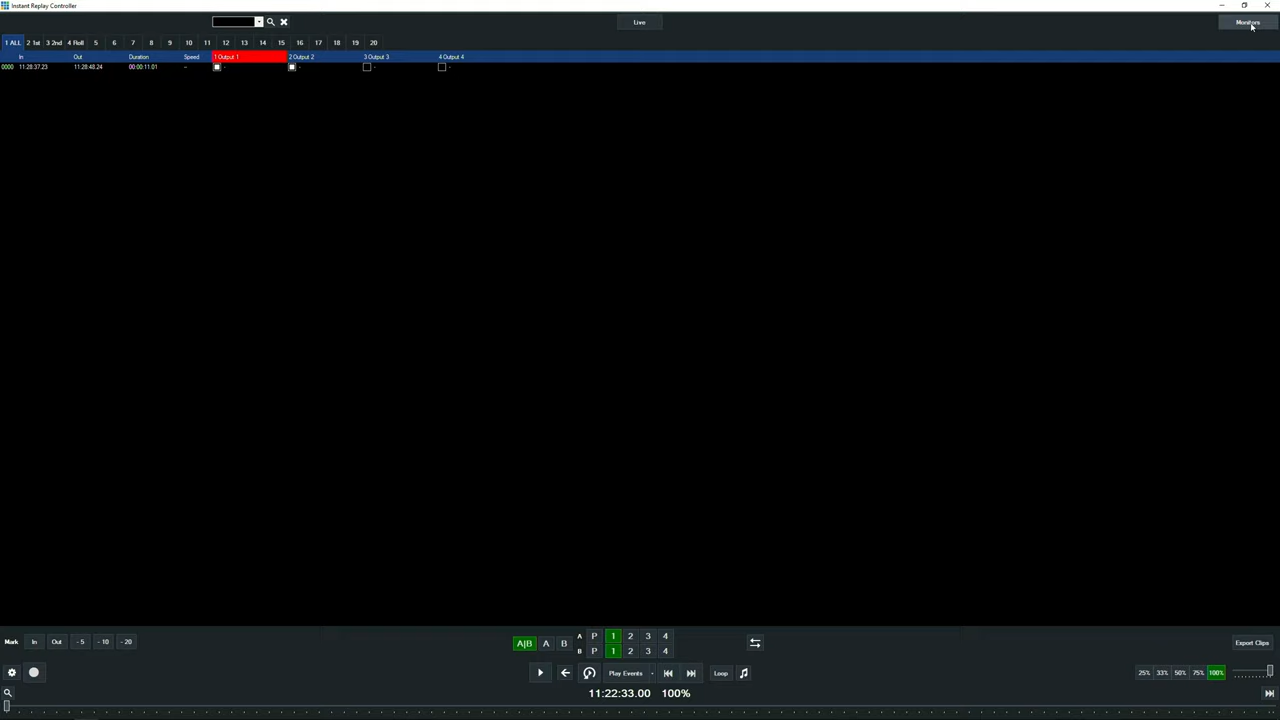 Instant Replay Controller
Live
Monitors
1 ALL 2 1st 3 2nd 4 Roll 5 6 7 8 9 10 11 12 13 14 15 16 17 18 19 20
In Out Duration Speed 1 Output 1 2 Output 2 3 Output 3 4 Output 4
0000 11:28:37.23 11:28:48.24 00:00:11.01 -- - - - -
Mark In Out - 5 - 10 - 20 A|B A B A P 1 2 3 4 Export Clips
B P 1 2 3 4
Play Events Loop 25% 33% 50% 75% 100%
11:22:33.00 100%